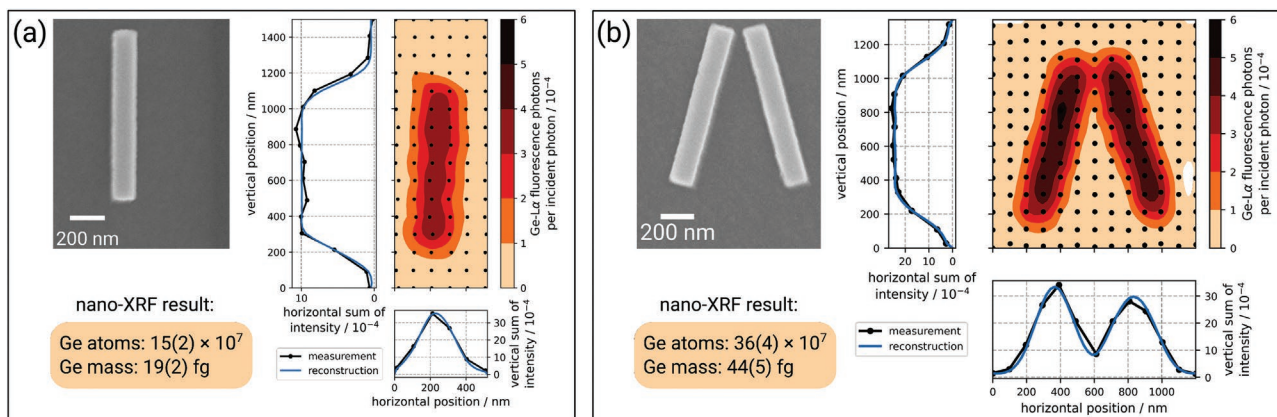 (a)
200 nm
nano-XRF result:
Ge atoms: 15(2) × 10⁷
Ge mass: 19(2) fg
vertical position / nm
1400
1200
1000
800
600
400
200
0
10
0
horizontal sum of
intensity / 10⁻⁴
measurement
reconstruction
6
5
4
3
2
1
0
Ge-Lα fluorescence photons
per incident photon / 10⁻⁴
30
20
10
0
vertical sum of
intensity / 10⁻⁴
0
200
400
horizontal position / nm
(b)
200 nm
nano-XRF result:
Ge atoms: 36(4) × 10⁷
Ge mass: 44(5) fg
vertical position / nm
1200
1000
800
600
400
200
0
20
10
0
horizontal sum of
intensity / 10⁻⁴
measurement
reconstruction
6
5
4
3
2
1
0
Ge-Lα fluorescence photons
per incident photon / 10⁻⁴
30
20
10
0
vertical sum of
intensity / 10⁻⁴
0
200
400
600
800
1000
horizontal position / nm